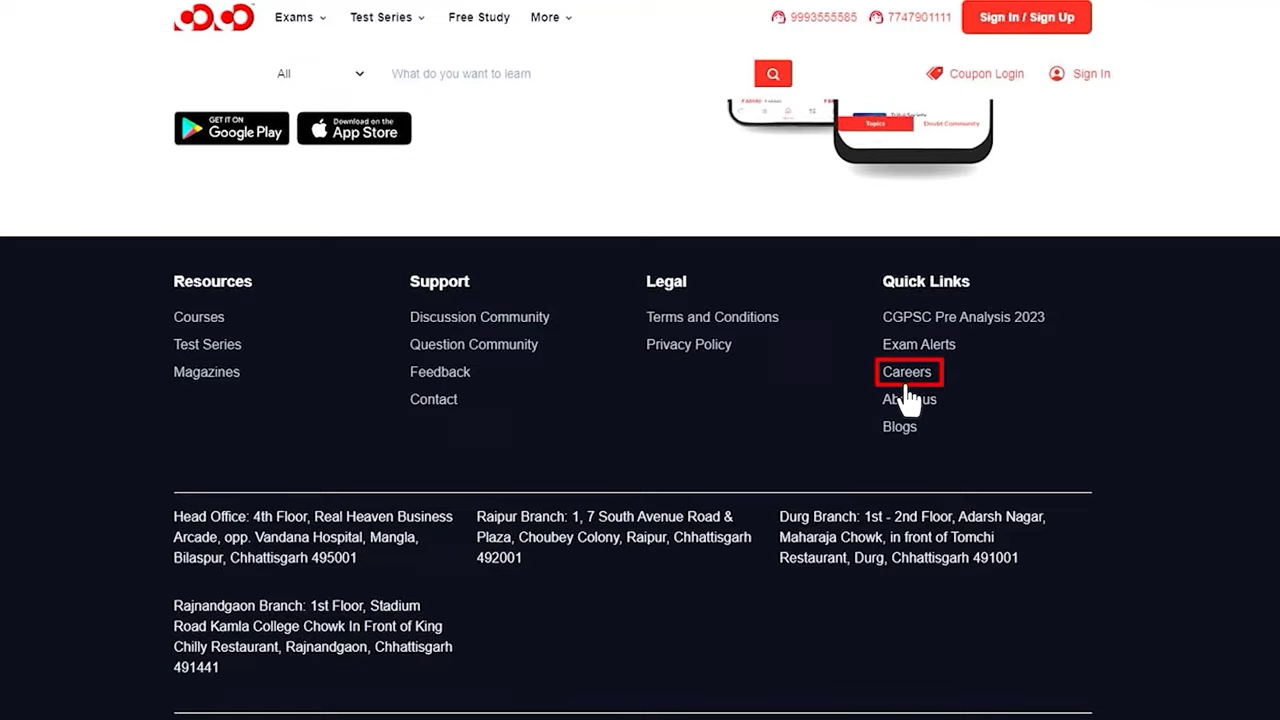 Exams
Test Series
Free Study
More
9993555585
7747901111
Sign In / Sign Up
All
What do you want to learn
Coupon Login
Sign In
GET IT ON
Google Play
Download on the
App Store
Topics
Doubt Community
Resources
Courses
Test Series
Magazines
Support
Discussion Community
Question Community
Feedback
Contact
Legal
Terms and Conditions
Privacy Policy
Quick Links
CGPSC Pre Analysis 2023
Exam Alerts
Careers
us
Blogs
Head Office: 4th Floor, Real Heaven Business
Arcade, opp. Vandana Hospital, Mangla,
Bilaspur, Chhattisgarh 495001
Raipur Branch: 1, 7 South Avenue Road &
Plaza, Choubey Colony, Raipur, Chhattisgarh
492001
Durg Branch: 1st - 2nd Floor, Adarsh Nagar,
Maharaja Chowk, in front of Tomchi
Restaurant, Durg, Chhattisgarh 491001
Rajnandgaon Branch: 1st Floor, Stadium
Road Kamla College Chowk In Front of King
Chilly Restaurant, Rajnandgaon, Chhattisgarh
491441